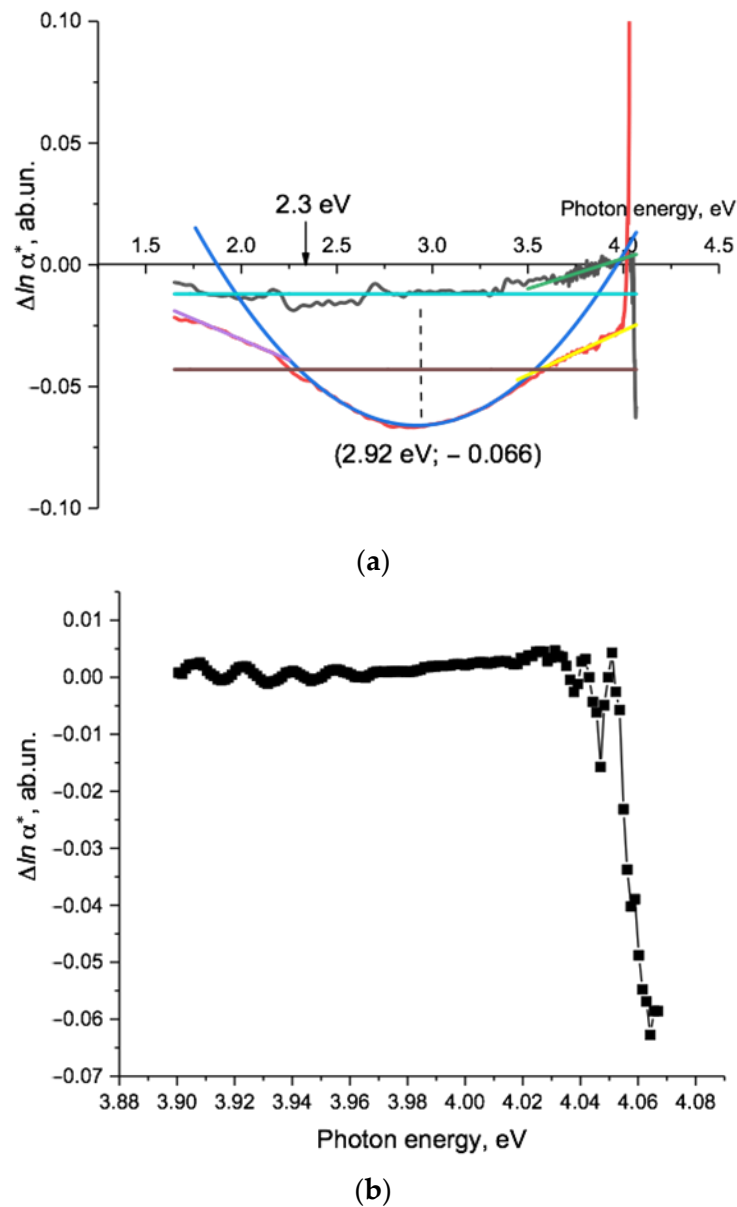 0.10
0.05
0.00
−0.05
−0.10
Δln α*, ab.un.
2.3 eV
Photon energy, eV
1.5 2.0 2.5 3.0 3.5 4.0 4.5
(2.92 eV; − 0.066)
(a)
0.01
0.00
−0.01
−0.02
−0.03
−0.04
−0.05
−0.06
−0.07
Δln α*, ab.un.
3.88 3.90 3.92 3.94 3.96 3.98 4.00 4.02 4.04 4.06 4.08
Photon energy, eV
(b)